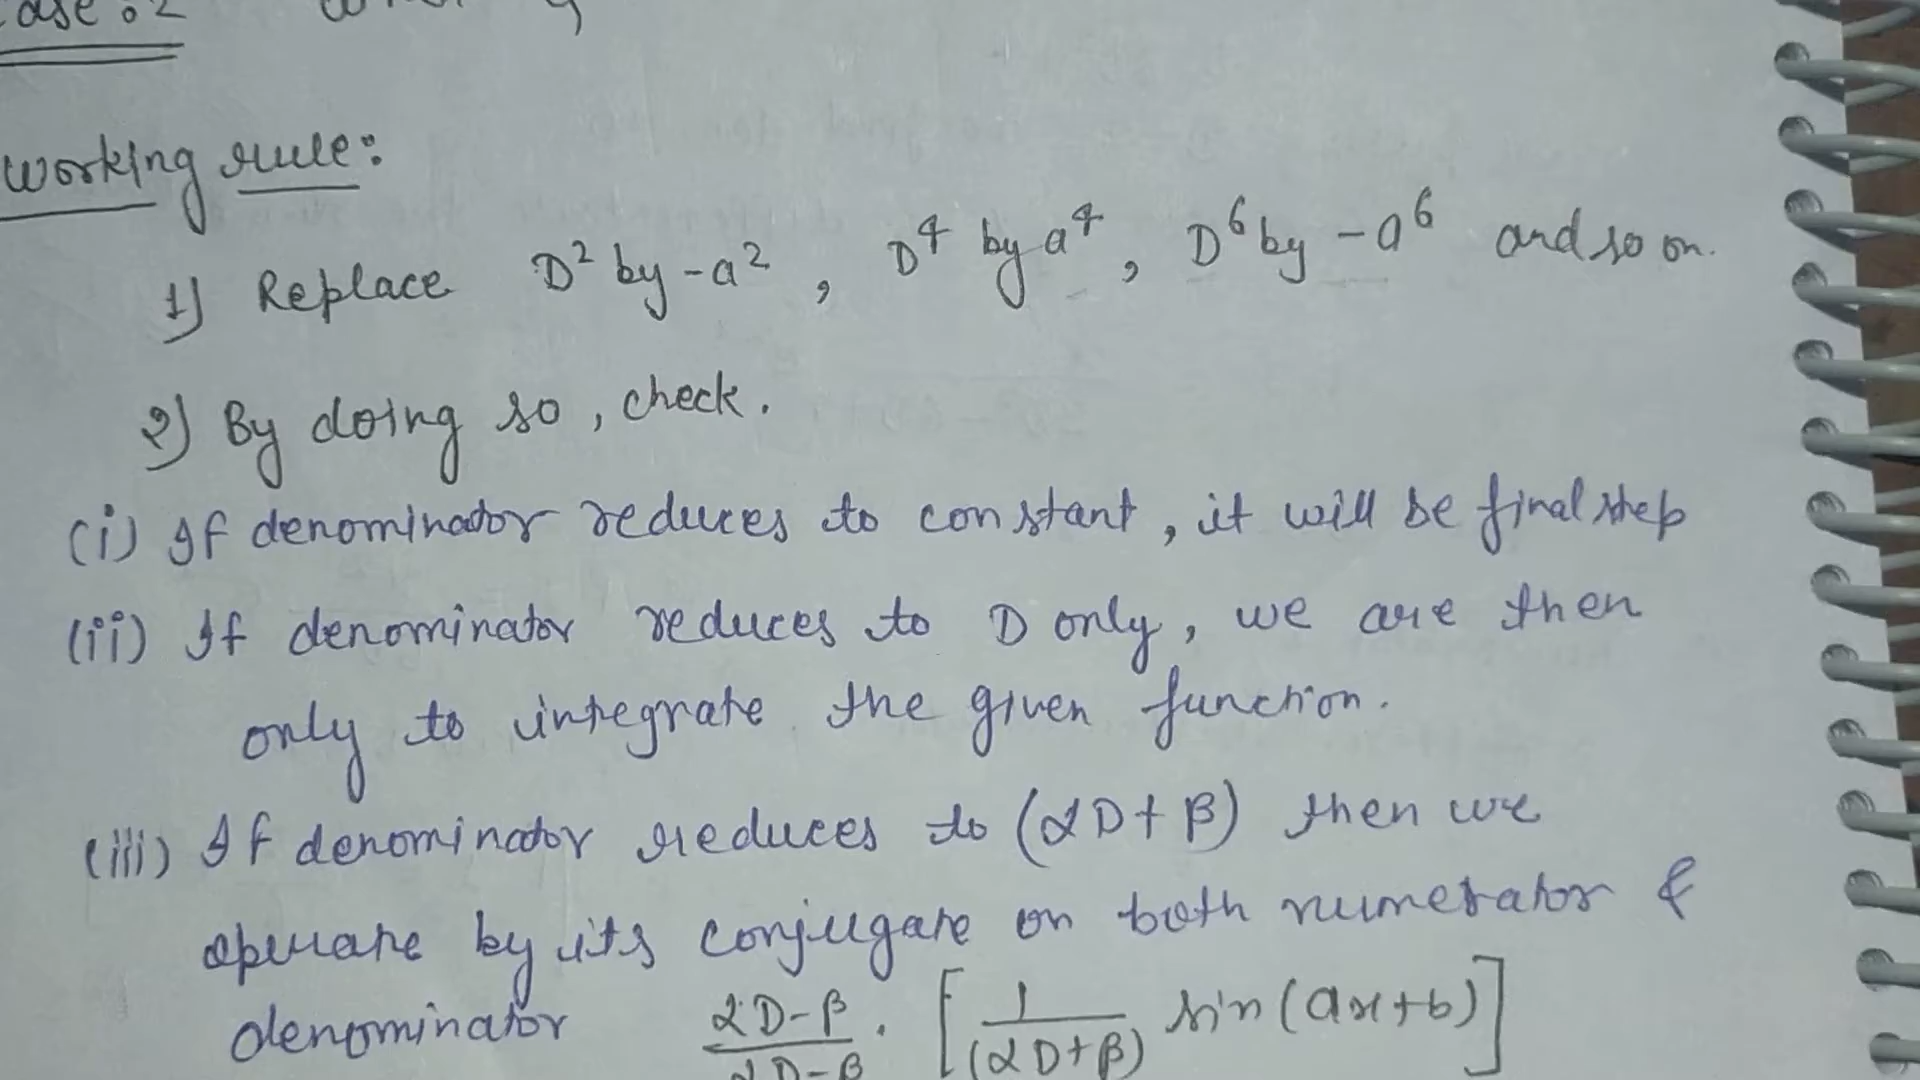 Case : 2
Working rule:
1) Replace D² by -a² , D⁴ by a⁴ , D⁶ by -a⁶ and so on.
2) By doing so , check.
(i) If denominator reduces to constant , it will be final step
(ii) If denominator reduces to D only , we are then
only to integrate the given function.
(iii) If denominator reduces to (αD+β) then we
operate by its conjugate on both numerator &
denominator αD-β/αD-β . [1/(αD+β) sin(ax+b)]